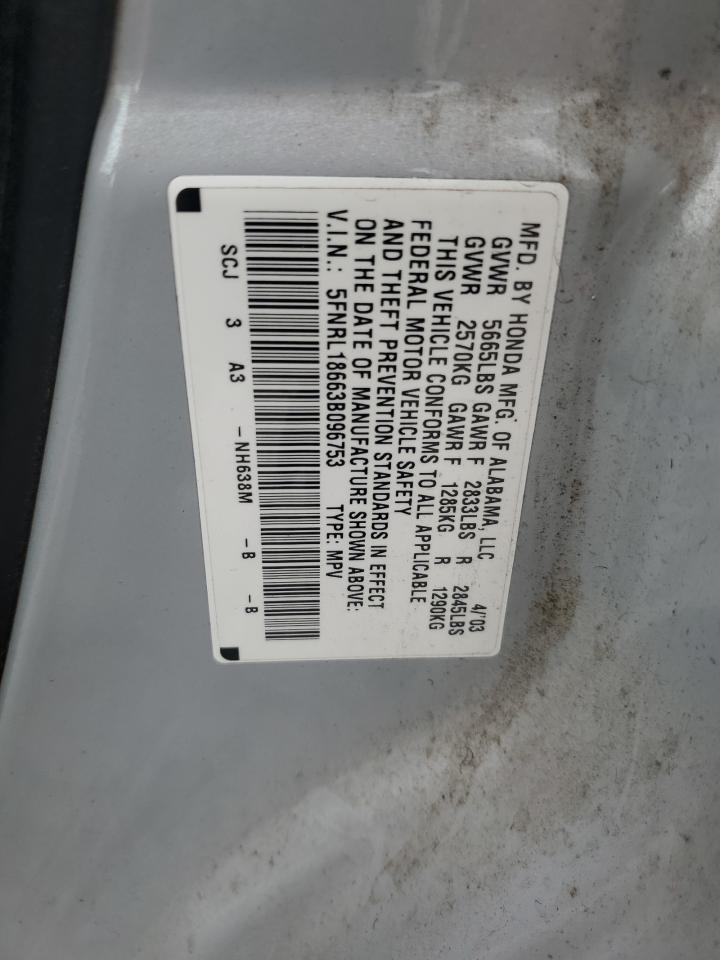 MFD. BY HONDA MFG. OF ALABAMA, LLC 4/'03
GVWR 5665LBS GAWR F 2833LBS R 2845LBS
GVWR 2570KG GAWR F 1285KG R 1290KG
THIS VEHICLE CONFORMS TO ALL APPLICABLE
FEDERAL MOTOR VEHICLE SAFETY
AND THEFT PREVENTION STANDARDS IN EFFECT
ON THE DATE OF MANUFACTURE SHOWN ABOVE.
V.I.N.: 5FNRL18663B096753 TYPE: MPV
SCJ 3 A3 -NH638M -B -B